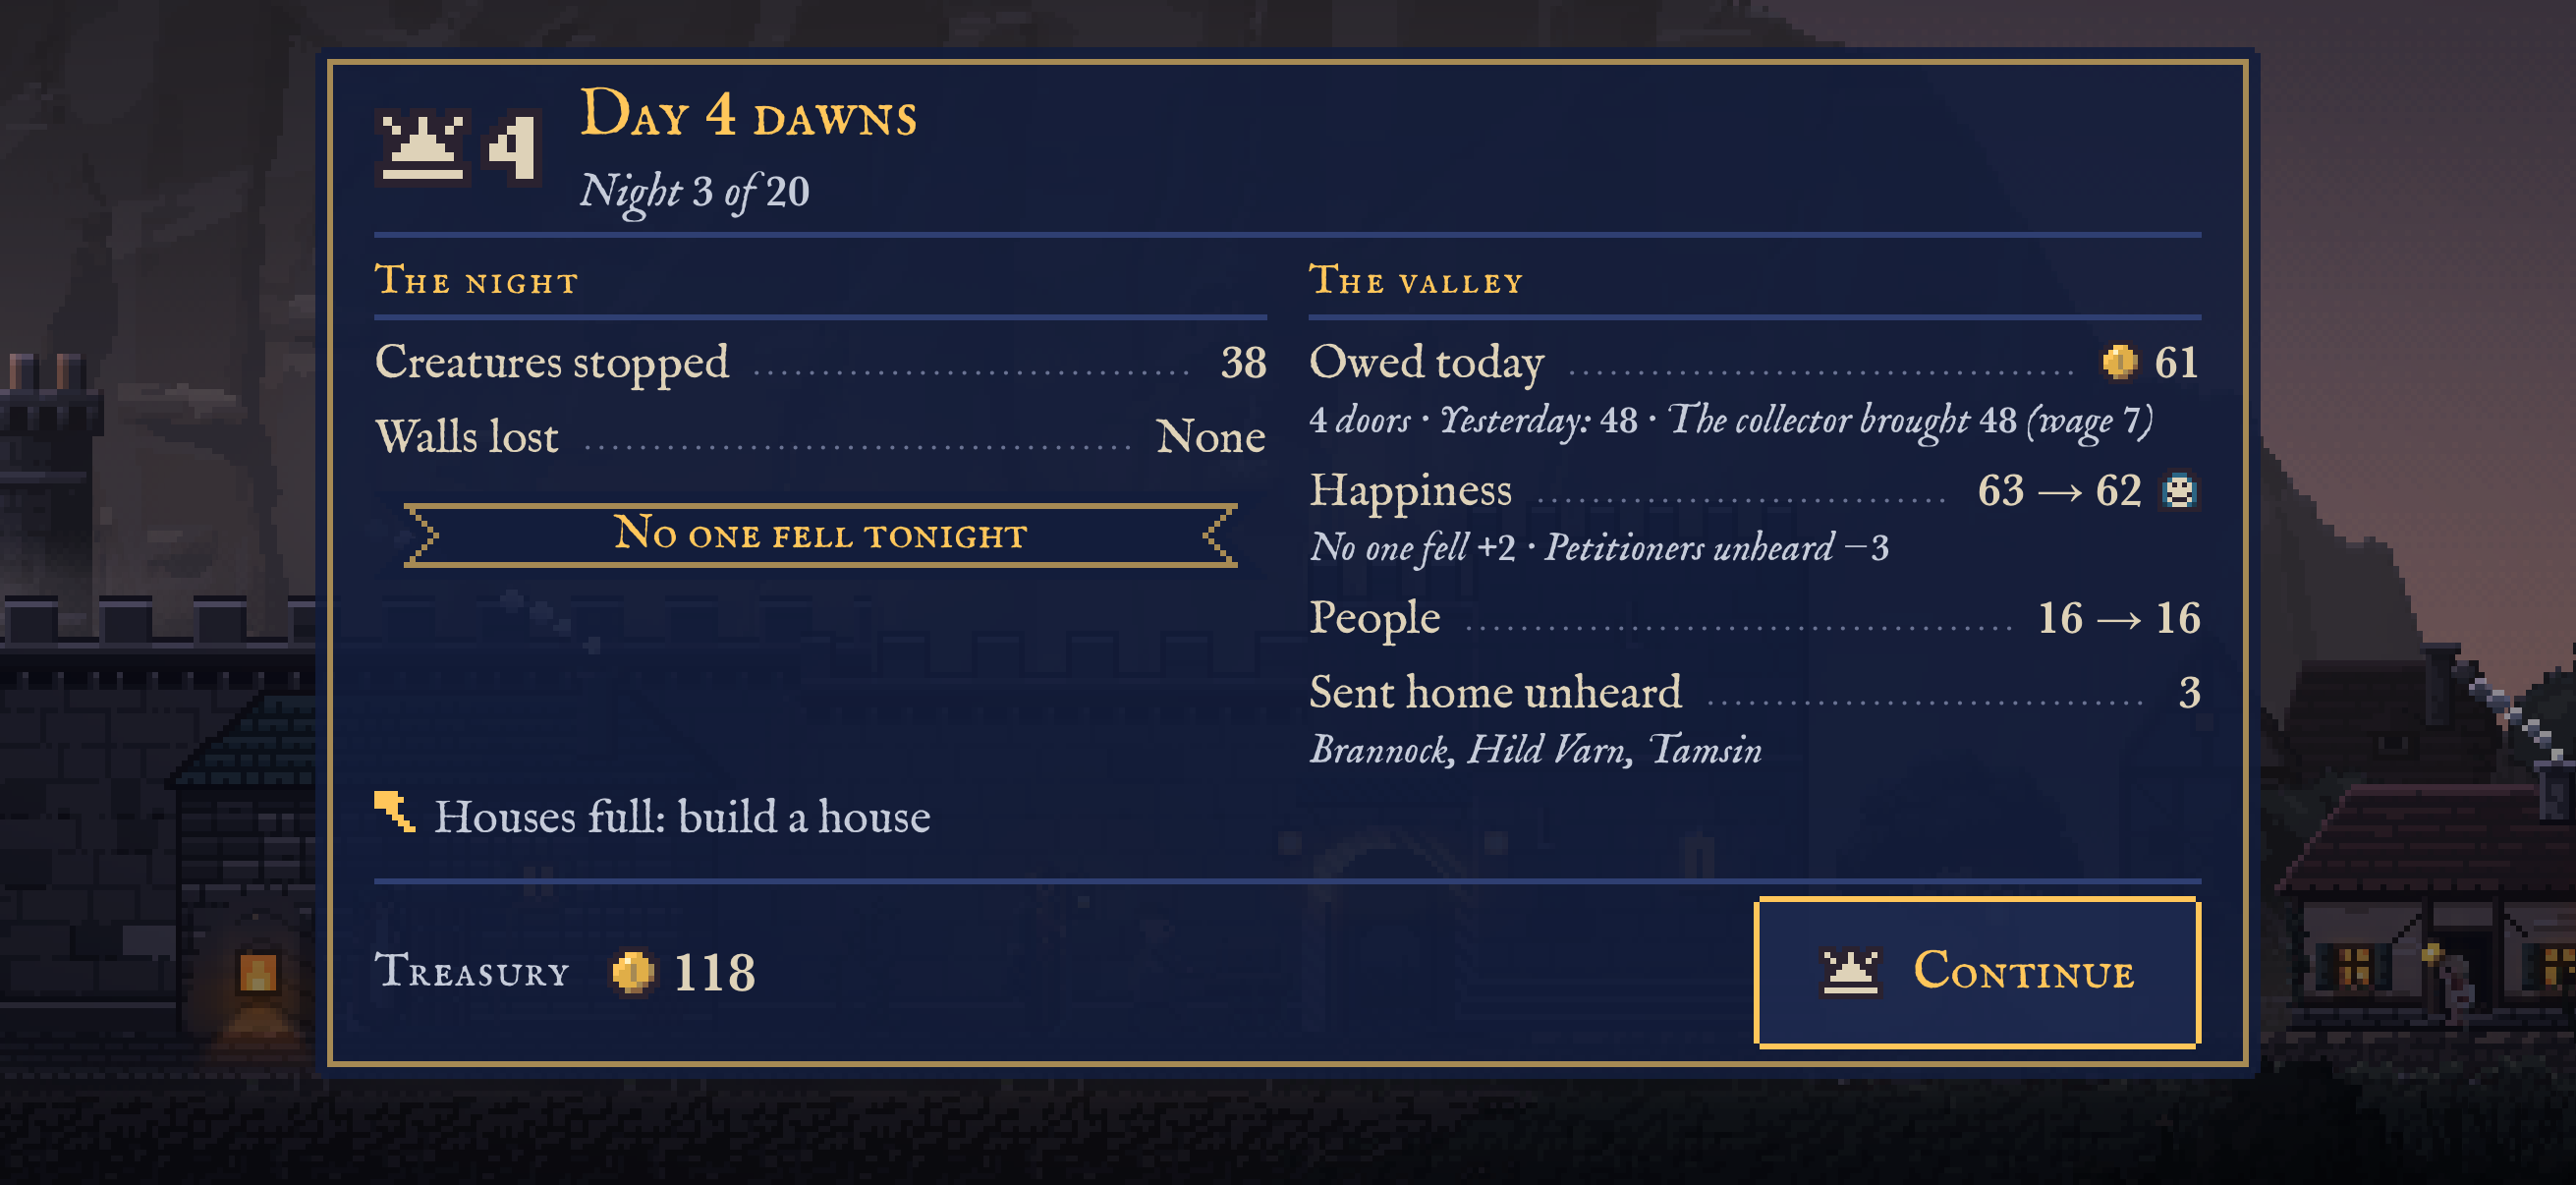 4
Day 4 dawns
Night 3 of 20
The night
Creatures stopped 38
Walls lost None
No one fell tonight
The valley
Owed today 61
4 doors · Yesterday: 48 · The collector brought 48 (wage 7)
Happiness 63 → 62
No one fell +2 · Petitioners unheard −3
People 16 → 16
Sent home unheard 3
Brannock, Hild Varn, Tamsin
Houses full: build a house
Treasury 118
Continue